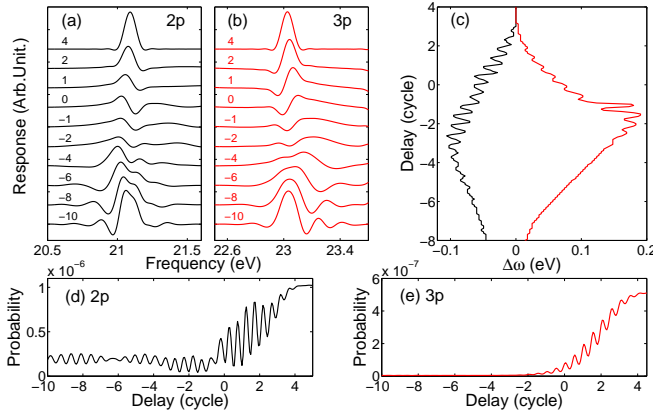 (a) 2p
4
2
1
0
−1
−2
−4
−6
−8
−10
20.5 21 21.5
Response (Arb.Unit.)
(b) 3p
4
2
1
0
−1
−2
−4
−6
−8
−10
22.6 23 23.4
Frequency (eV)
(c)
4
2
0
−2
−4
−6
−8
−0.1 0 0.1 0.2
Delay (cycle)
Δω (eV)
x 10⁻⁶
(d) 2p
1
0.5
0
−10 −8 −6 −4 −2 0 2 4
Probability
Delay (cycle)
x 10⁻⁷
(e) 3p
6
4
2
0
−10 −8 −6 −4 −2 0 2 4
Probability
Delay (cycle)